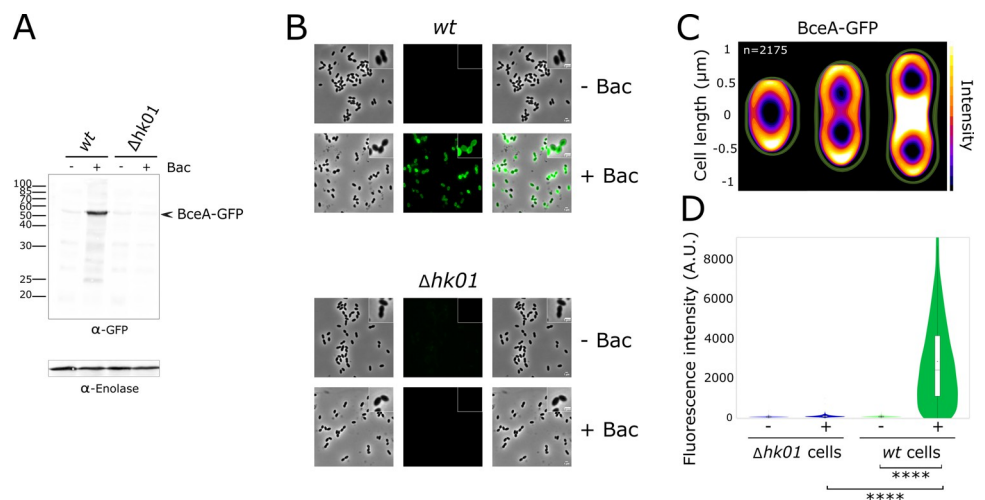 A
wt
Δhk01
- + - +
Bac
100
85
70
60
50
40
30
25
20
BceA-GFP
α-GFP
α-Enolase
B
wt
- Bac
+ Bac
Δhk01
- Bac
+ Bac
C
BceA-GFP
n=2175
Cell length (µm)
1
0.5
0
-0.5
-1
Intensity
D
Fluorescence intensity (A.U.)
8000
6000
4000
2000
0
- + - +
Δhk01 cells wt cells
****
****